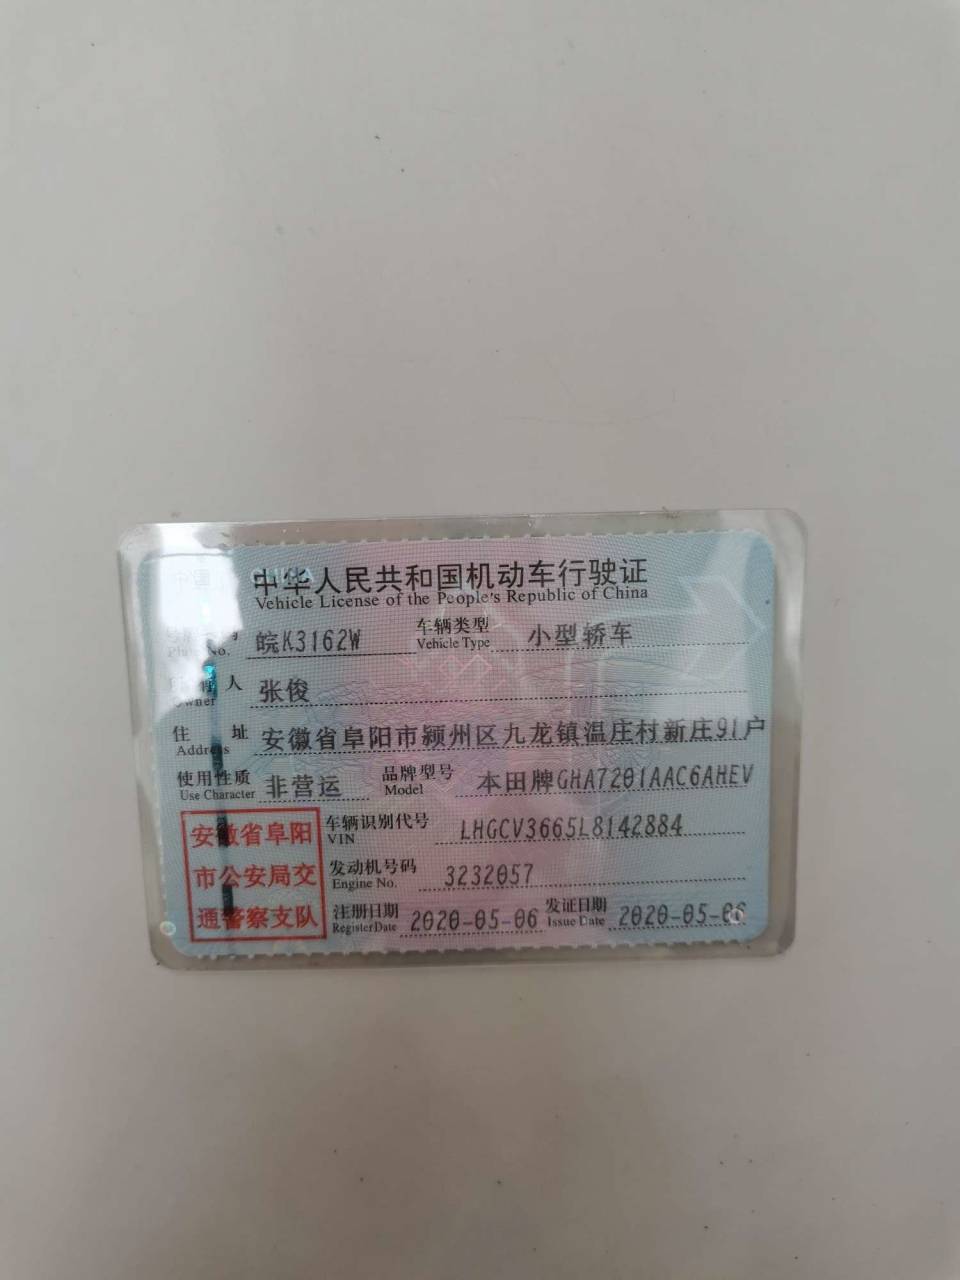 中华人民共和国机动车行驶证
Vehicle License of the People's Republic of China
Plate No. 皖K3162W 车辆类型 Vehicle Type 小型轿车
人 Owner 张俊
住址 Address 安徽省阜阳市颍州区九龙镇温庄村新庄91户
使用性质 Use Character 非营运 品牌型号 Model 本田牌GHA7201AAC6AHEV
车辆识别代号 VIN LHGCV3665L8142884
发动机号码 Engine No. 3232057
注册日期 Register Date 2020-05-06 发证日期 Issue Date 2020-05-06
安徽省阜阳
市公安局交
通警察支队